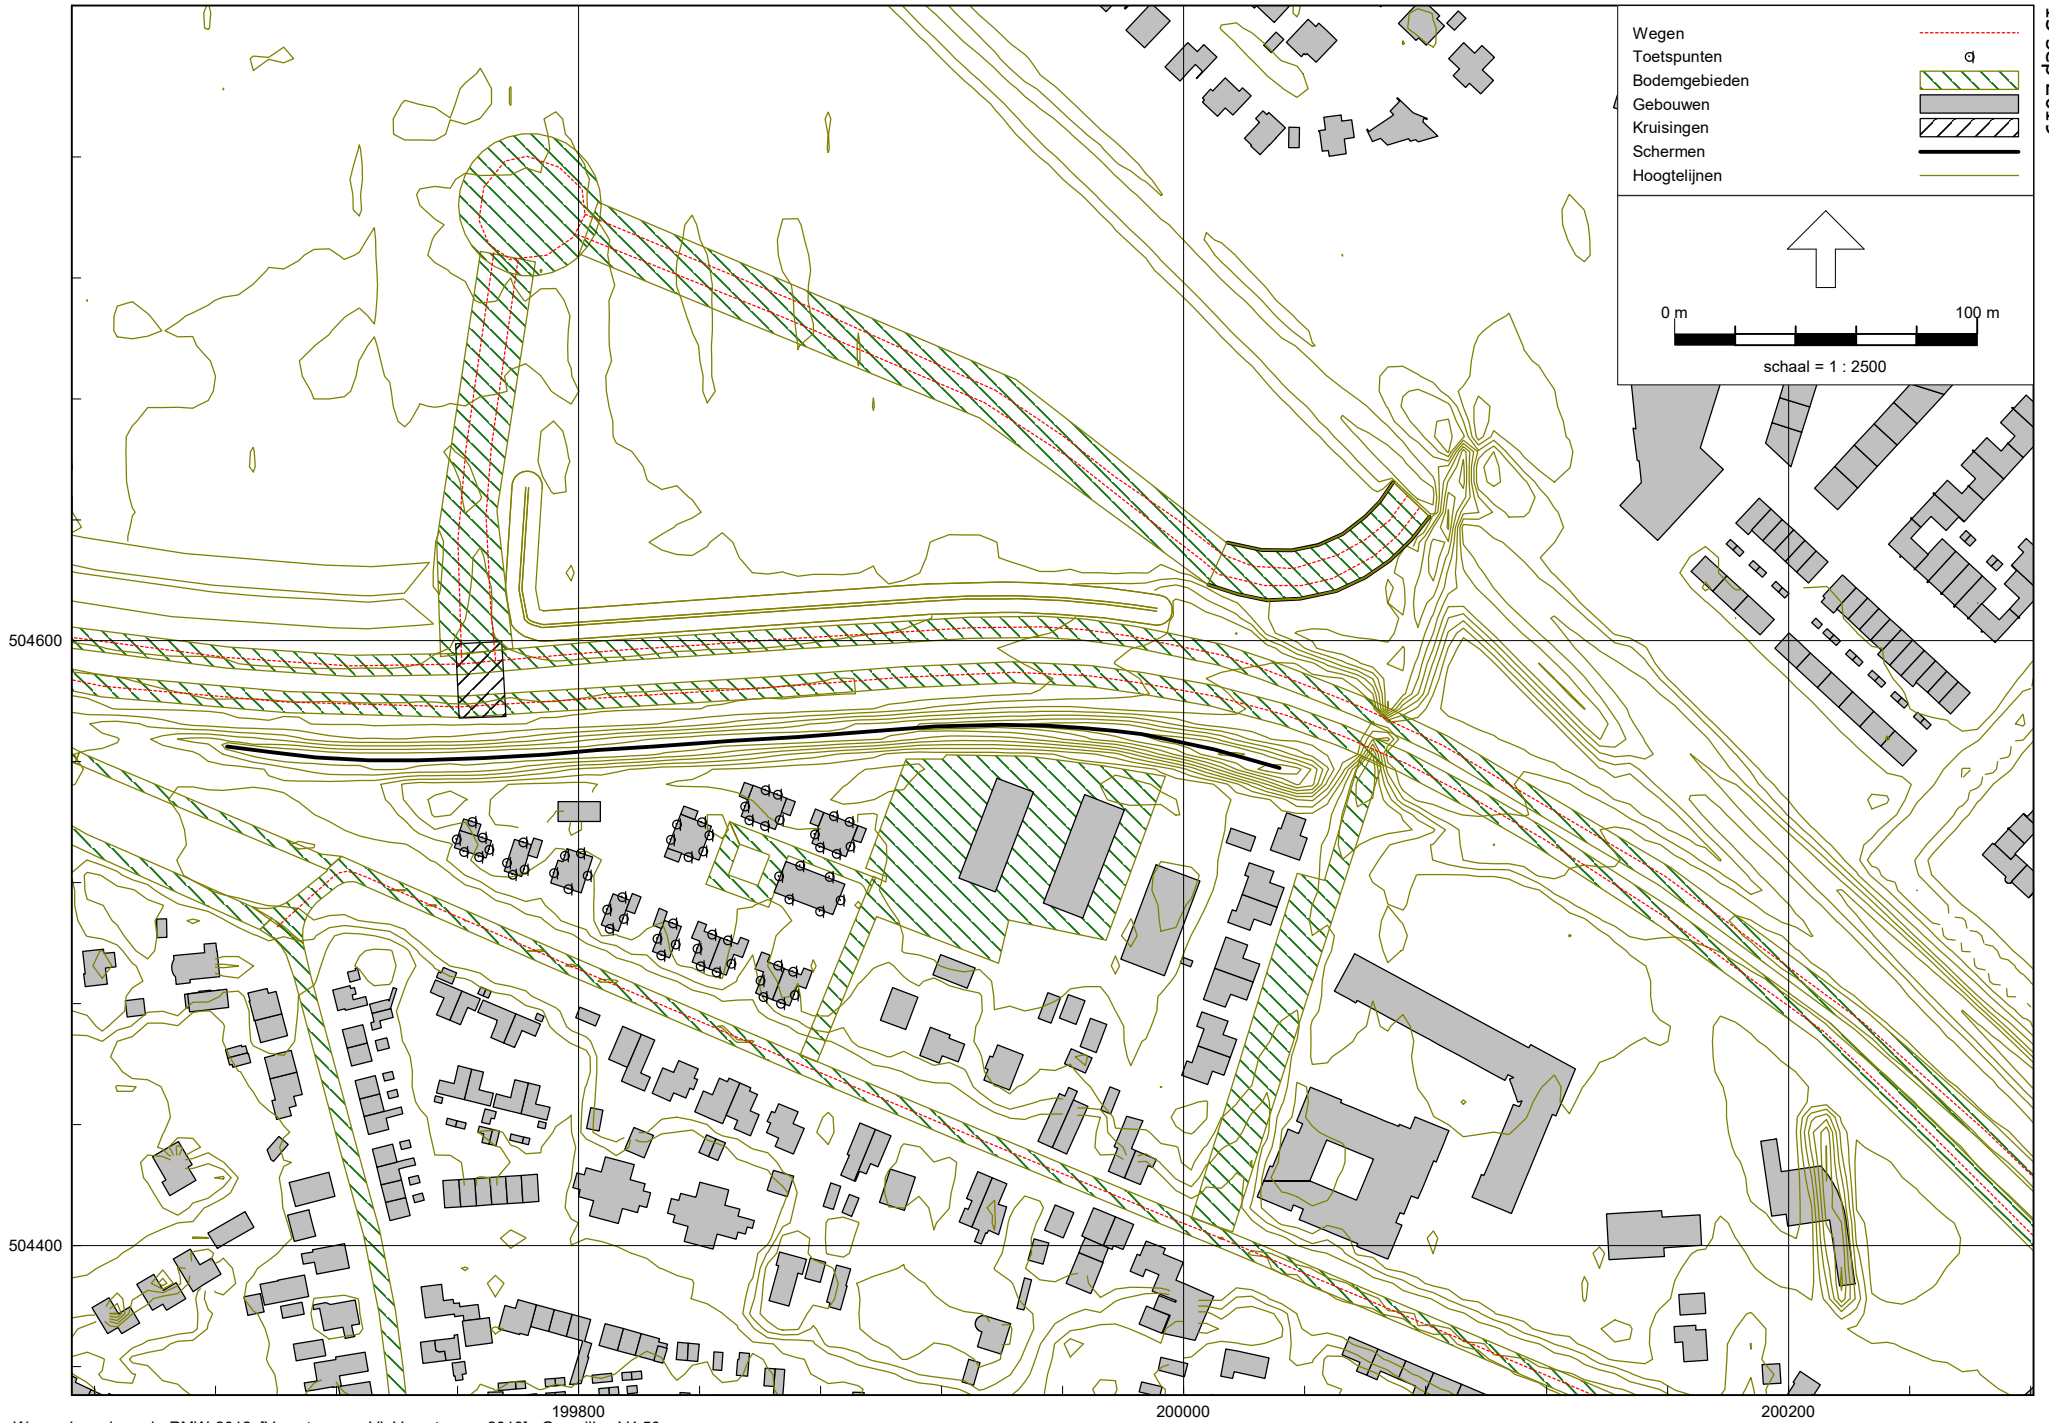 Wegen
Toetspunten
Bodemgebieden
Gebouwen
Kruisingen
Schermen
Hoogtelijnen
0 m 100 m
schaal = 1 : 2500
504600
504400
199800 200000 200200